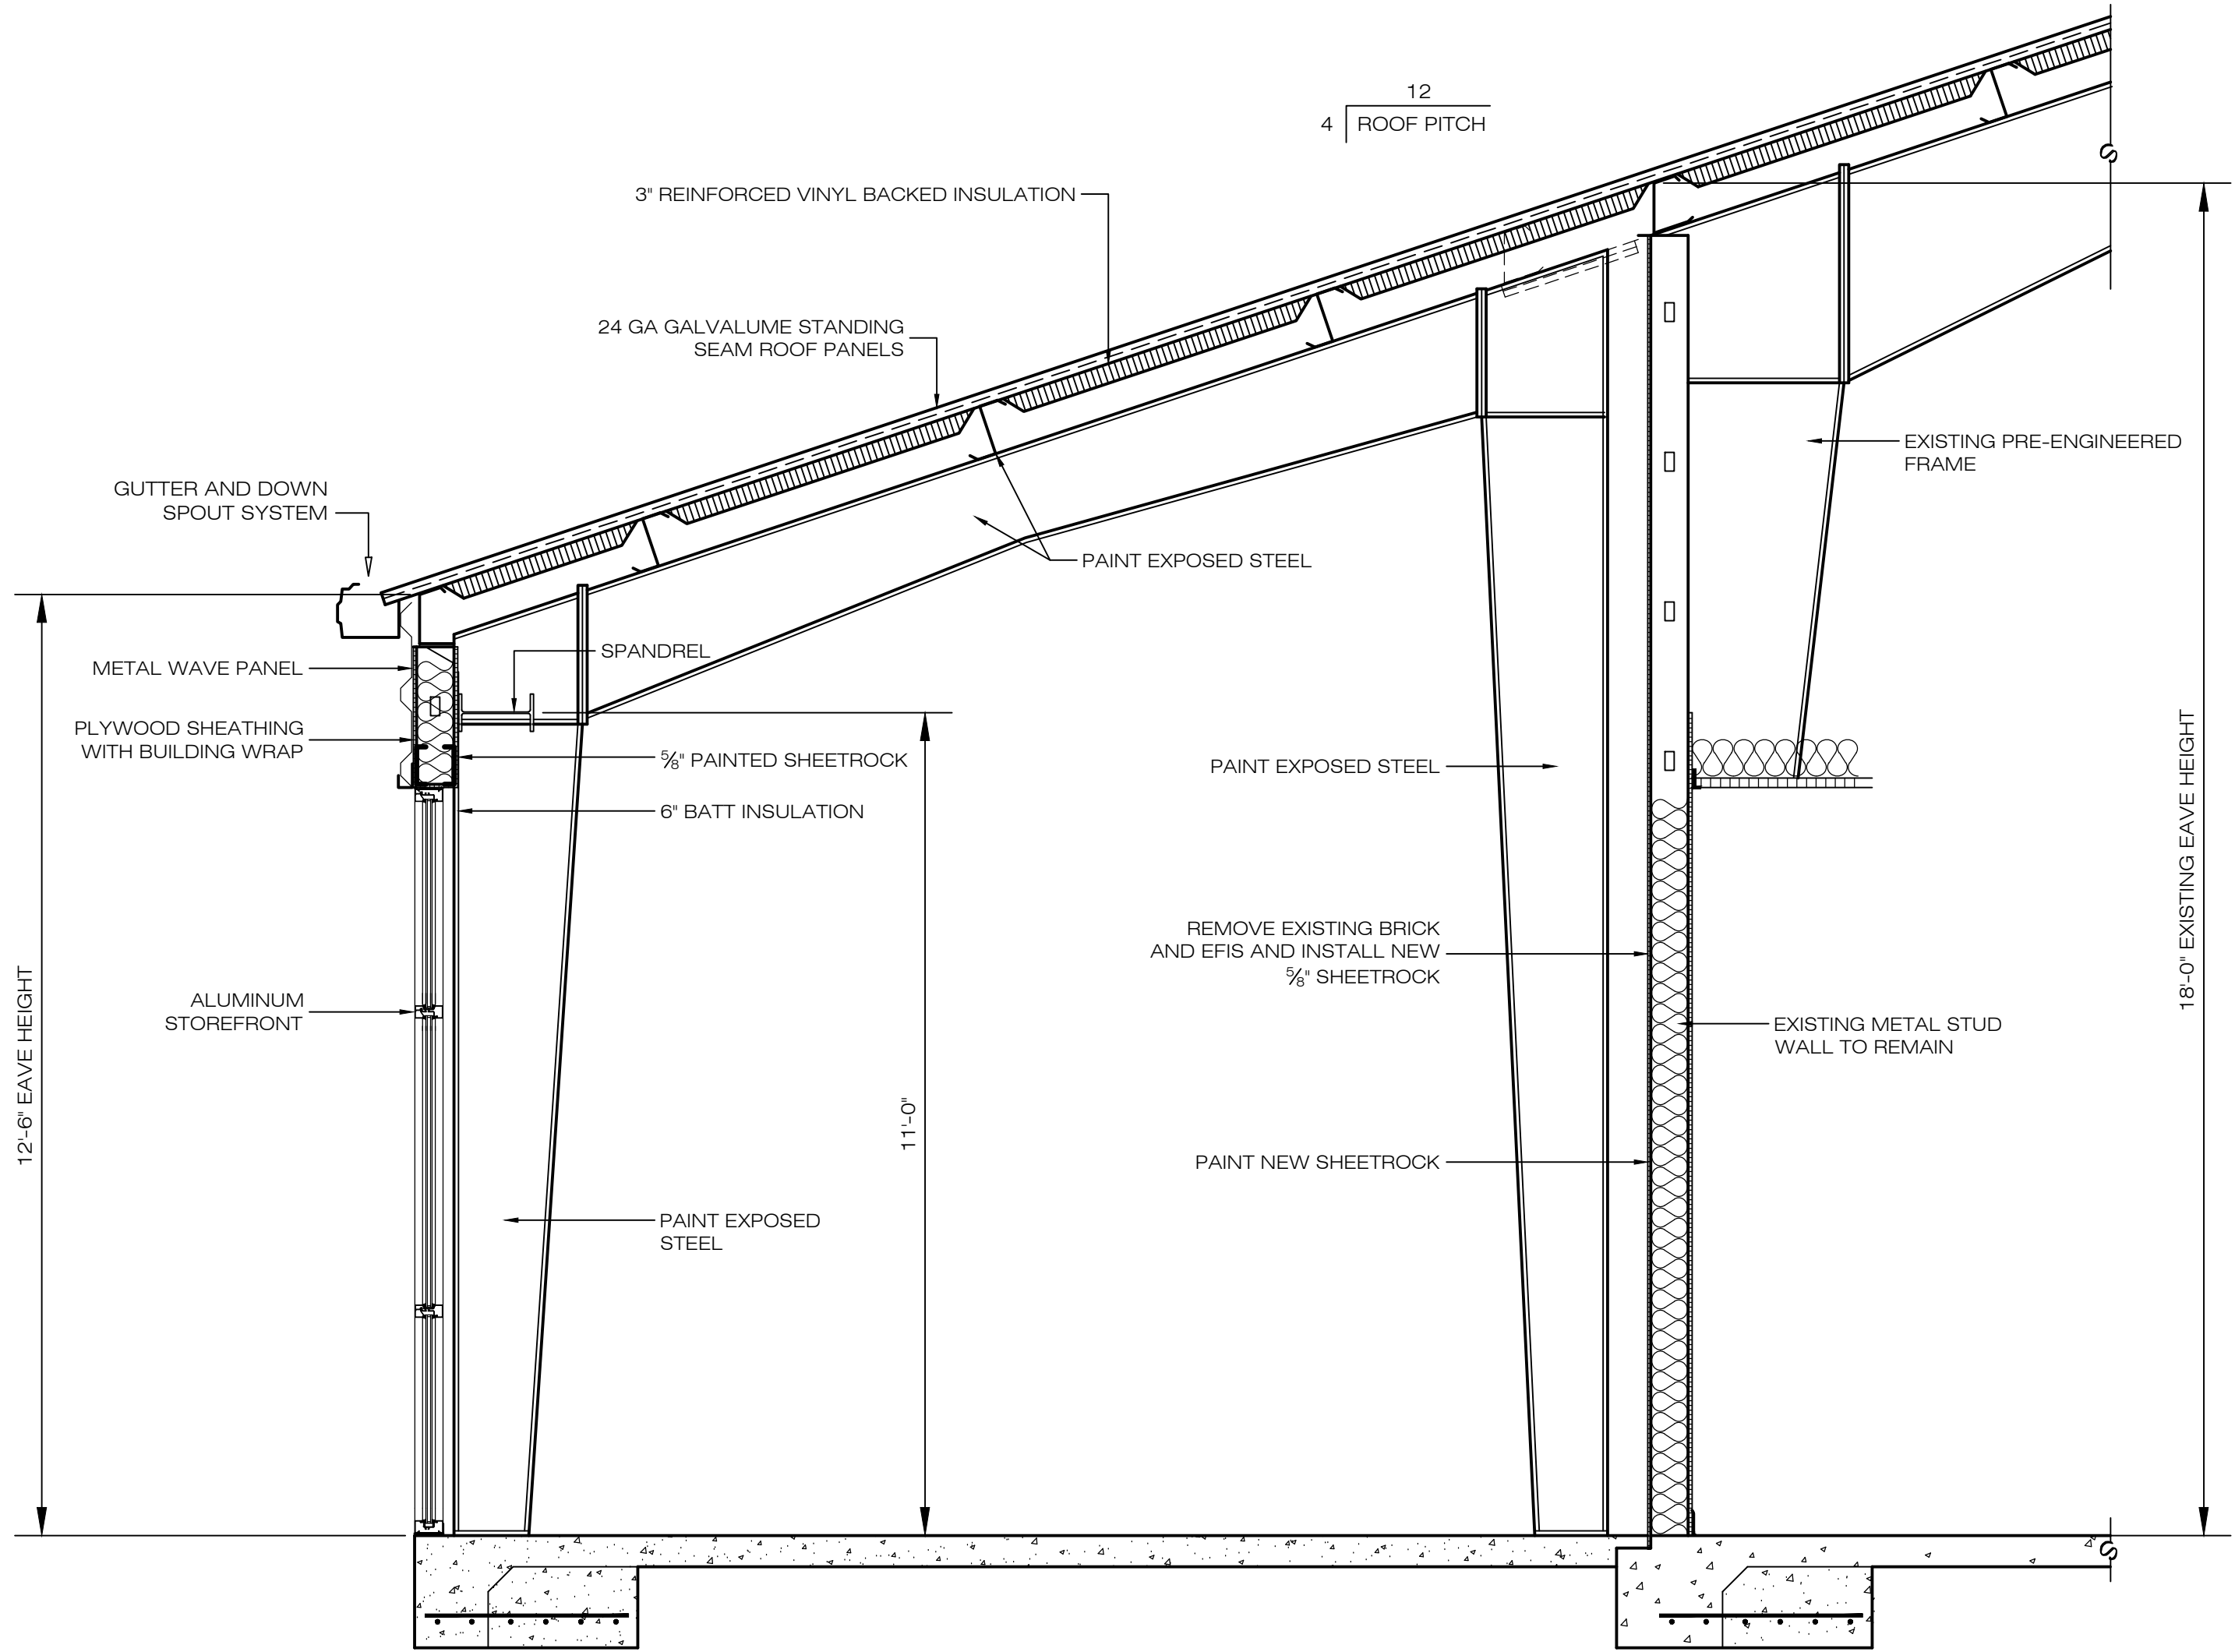 12
4 ROOF PITCH
3" REINFORCED VINYL BACKED INSULATION
24 GA GALVALUME STANDING
SEAM ROOF PANELS
EXISTING PRE-ENGINEERED
FRAME
GUTTER AND DOWN
SPOUT SYSTEM
PAINT EXPOSED STEEL
SPANDREL
METAL WAVE PANEL
PLYWOOD SHEATHING
WITH BUILDING WRAP
⅝" PAINTED SHEETROCK
PAINT EXPOSED STEEL
6" BATT INSULATION
18'-0" EXISTING EAVE HEIGHT
REMOVE EXISTING BRICK
AND EFIS AND INSTALL NEW
⅝" SHEETROCK
12'-6" EAVE HEIGHT
ALUMINUM
STOREFRONT
EXISTING METAL STUD
WALL TO REMAIN
11'-0"
PAINT NEW SHEETROCK
PAINT EXPOSED
STEEL